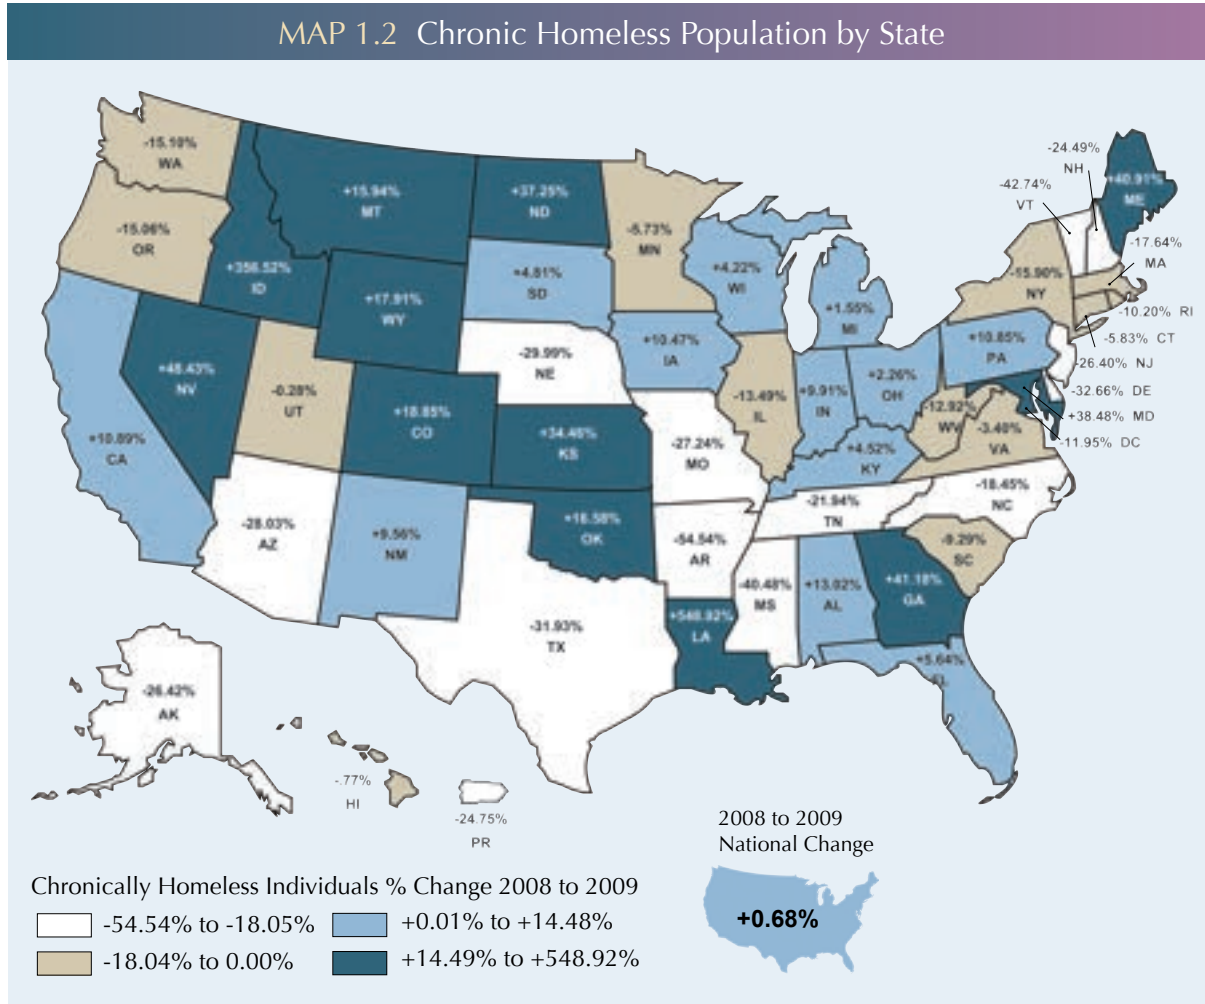 MAP 1.2 Chronic Homeless Population by State
-15.10%
WA
+15.94%
MT
+37.25%
ND
-5.73%
MN
-24.49%
NH
-42.74%
VT
+40.91%
ME
-15.06%
OR
+356.52%
ID
+17.91%
WY
+4.81%
SD
+4.22%
WI
+1.55%
MI
-15.90%
NY
-17.64%
MA
-10.20% RI
-5.83% CT
-26.40% NJ
-32.66% DE
+38.48% MD
-11.95% DC
+10.89%
CA
+48.43%
NV
-0.28%
UT
+18.85%
CO
-29.99%
NE
+34.46%
KS
+10.47%
IA
-27.24%
MO
-13.49%
IL
+9.91%
IN
+2.26%
OH
+10.85%
PA
-12.92%
WV
-3.40%
VA
+4.52%
KY
-18.45%
NC
-21.94%
TN
-9.29%
SC
-28.03%
AZ
+9.56%
NM
+16.58%
OK
-54.54%
AR
-31.93%
TX
+548.92%
LA
-40.48%
MS
+13.02%
AL
+41.18%
GA
+5.64%
FL
-26.42%
AK
-.77%
HI
-24.75%
PR
2008 to 2009
National Change
+0.68%
Chronically Homeless Individuals % Change 2008 to 2009
-54.54% to -18.05%
+0.01% to +14.48%
-18.04% to 0.00%
+14.49% to +548.92%